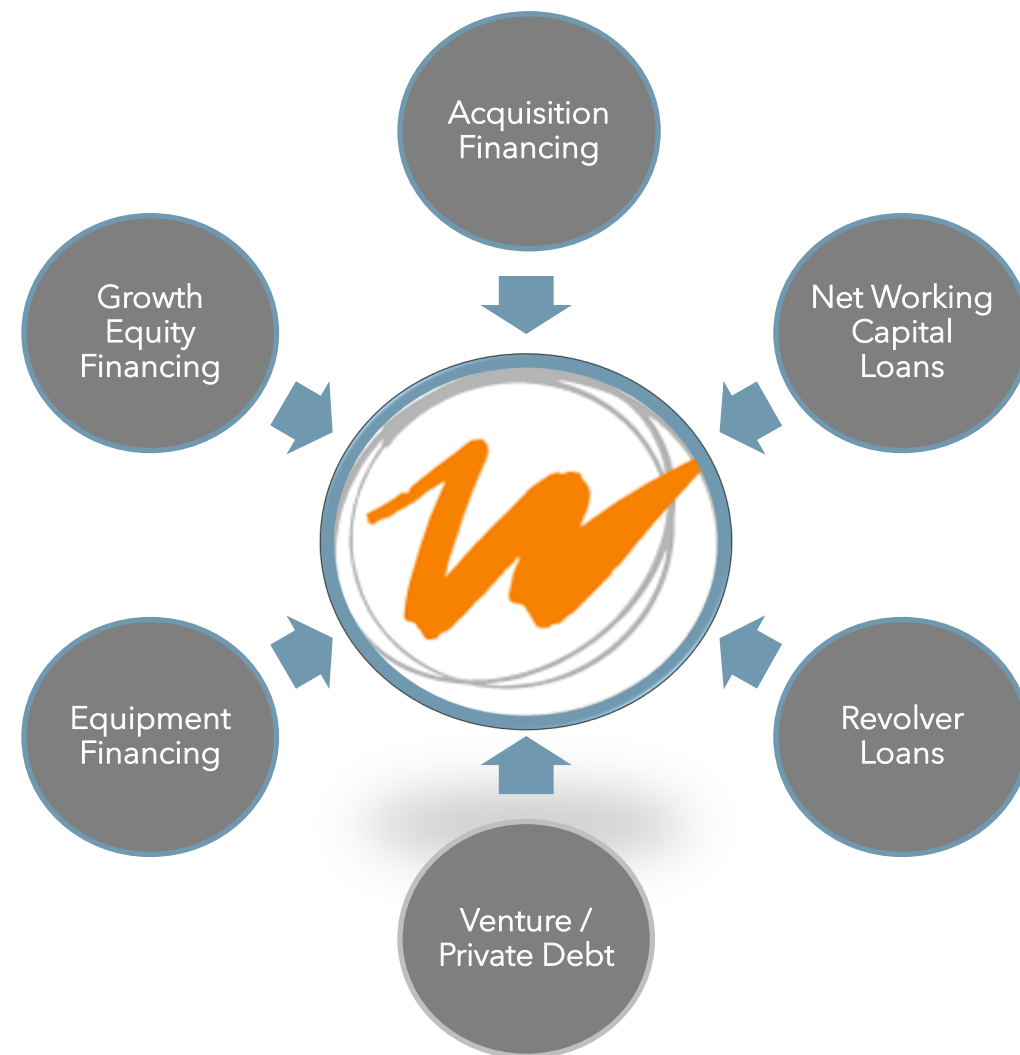 Acquisition
Financing
Growth
Equity
Financing
Net Working
Capital
Loans
Equipment
Financing
Revolver
Loans
Venture /
Private Debt